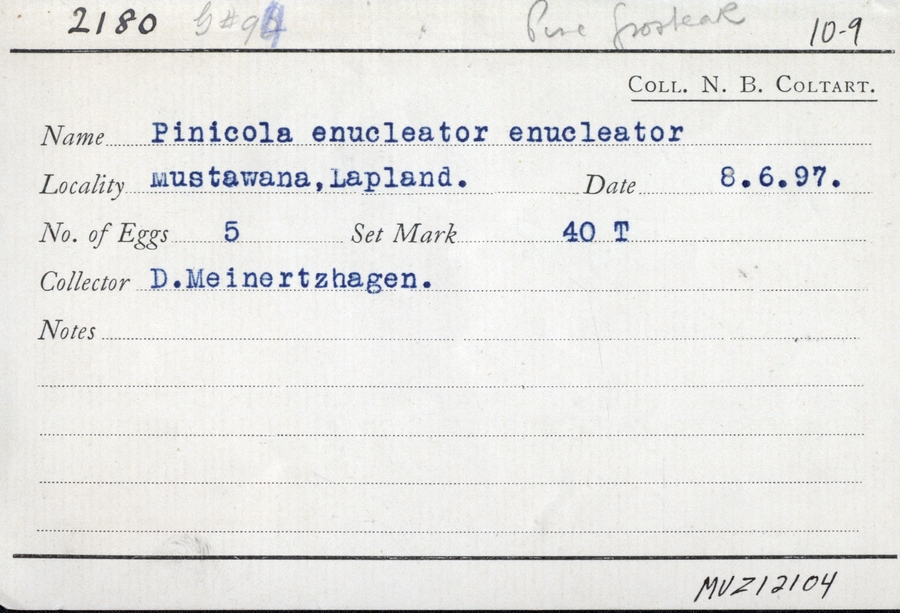 2180 G#94 Pine Grosbeak 10-9
COLL. N. B. COLTART.
Name Pinicola enucleator enucleator
Locality Mustawana, Lapland. Date 8.6.97.
No. of Eggs 5 Set Mark 40 T
Collector D.Meinertzhagen.
Notes
MVZ12104